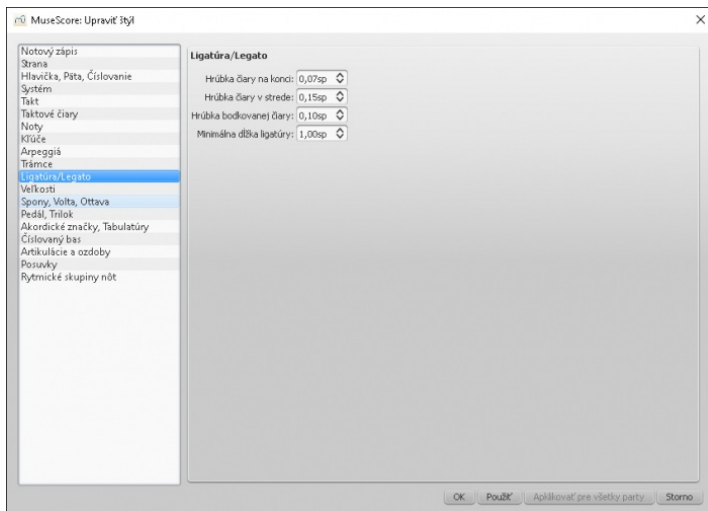 MuseScore: Upraviť štýl
Notový zápis
Strana
Hlavička, Päta, Číslovanie
Systém
Takt
Taktové čiary
Noty
Kľúče
Arpeggiá
Trámce
Ligatúra/Legato
Veľkosti
Spony, Volta, Ottava
Pedál, Trilok
Akordické značky, Tabulatúry
Číslovaný bas
Artikulácie a ozdoby
Posuvky
Rytmické skupiny nôt
Ligatúra/Legato
Hrúbka čiary na konci: 0,07sp
Hrúbka čiary v strede: 0,15sp
Hrúbka bodkovanej čiary: 0,10sp
Minimálna dĺžka ligatúry: 1,00sp
OK Použiť Aplikovať pre všetky party... Storno